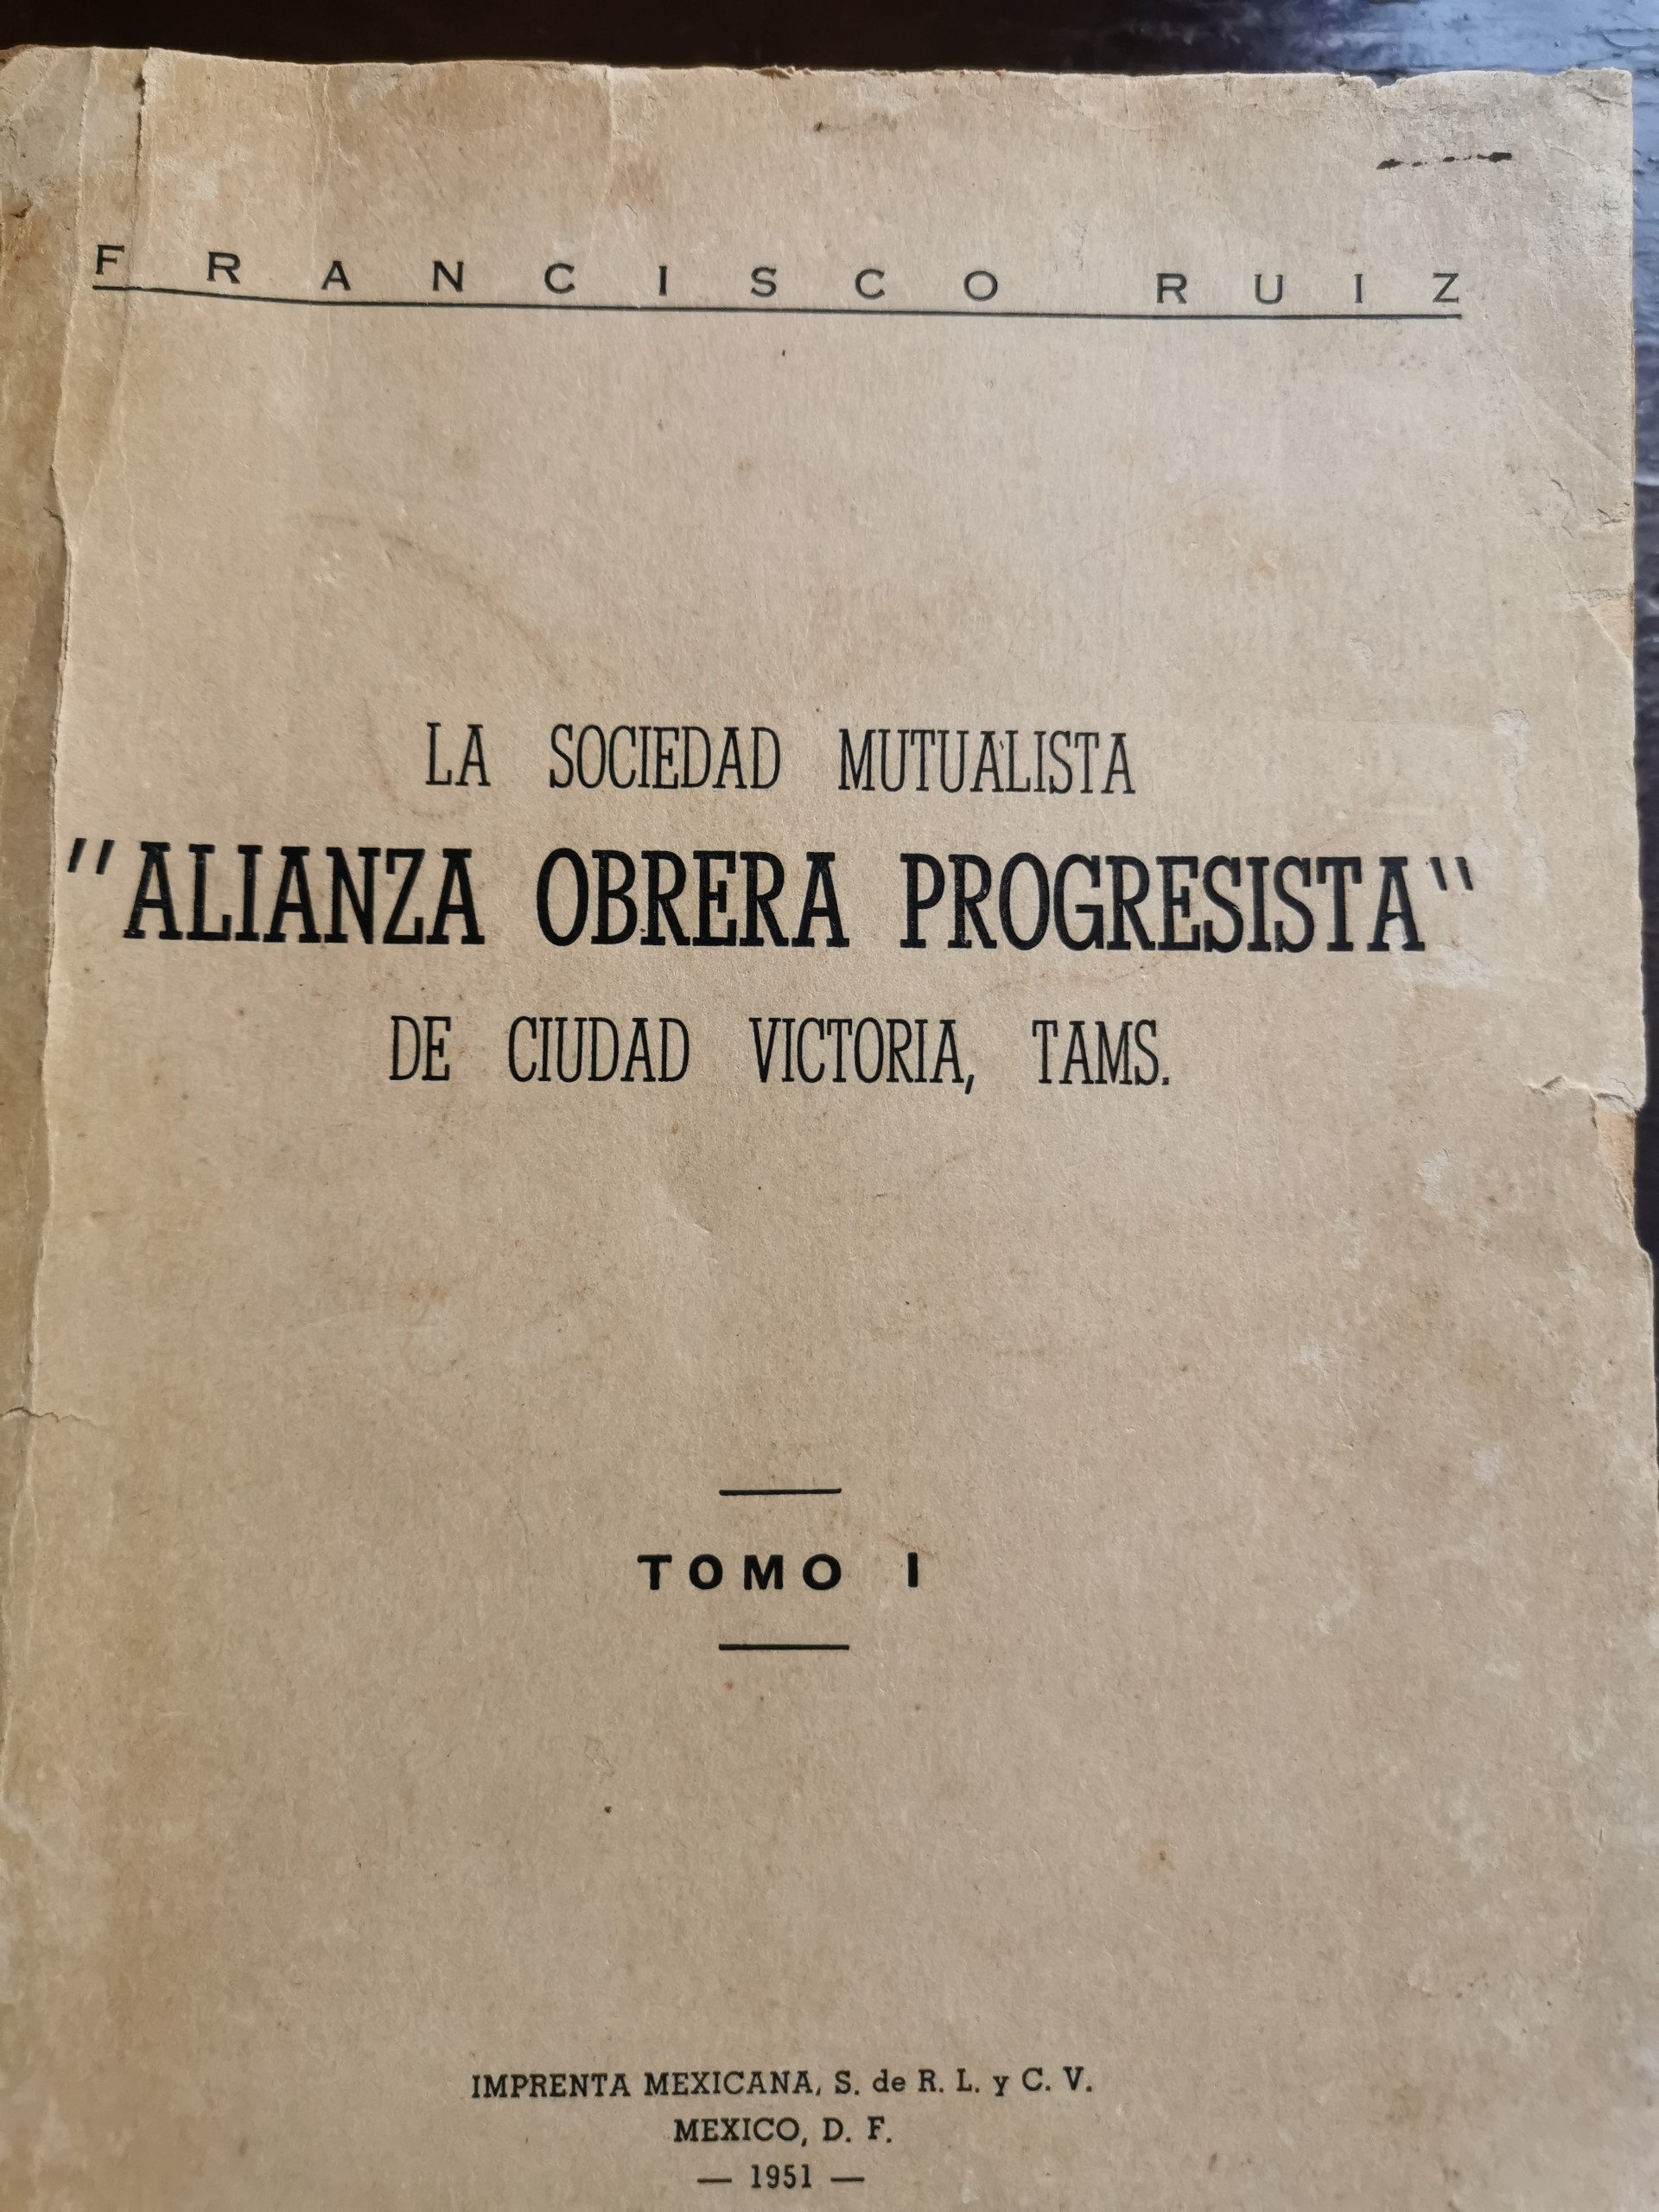 FRANCISCO RUIZ
LA SOCIEDAD MUTUALISTA
"ALIANZA OBRERA PROGRESISTA"
DE CIUDAD VICTORIA, TAMS.
TOMO I
IMPRENTA MEXICANA, S. de R. L. y C. V.
MEXICO, D. F.
— 1951 —